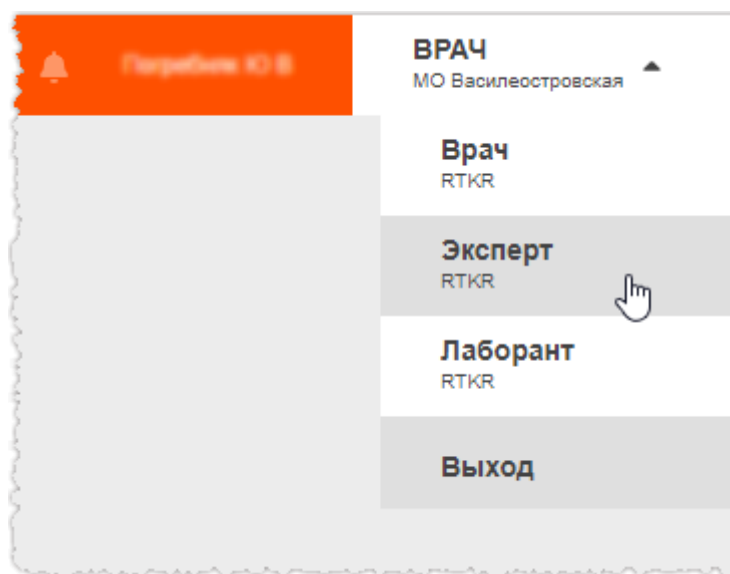 ВРАЧ
МО Василеостровская
Врач
RTKR
Эксперт
RTKR
Лаборант
RTKR
Выход